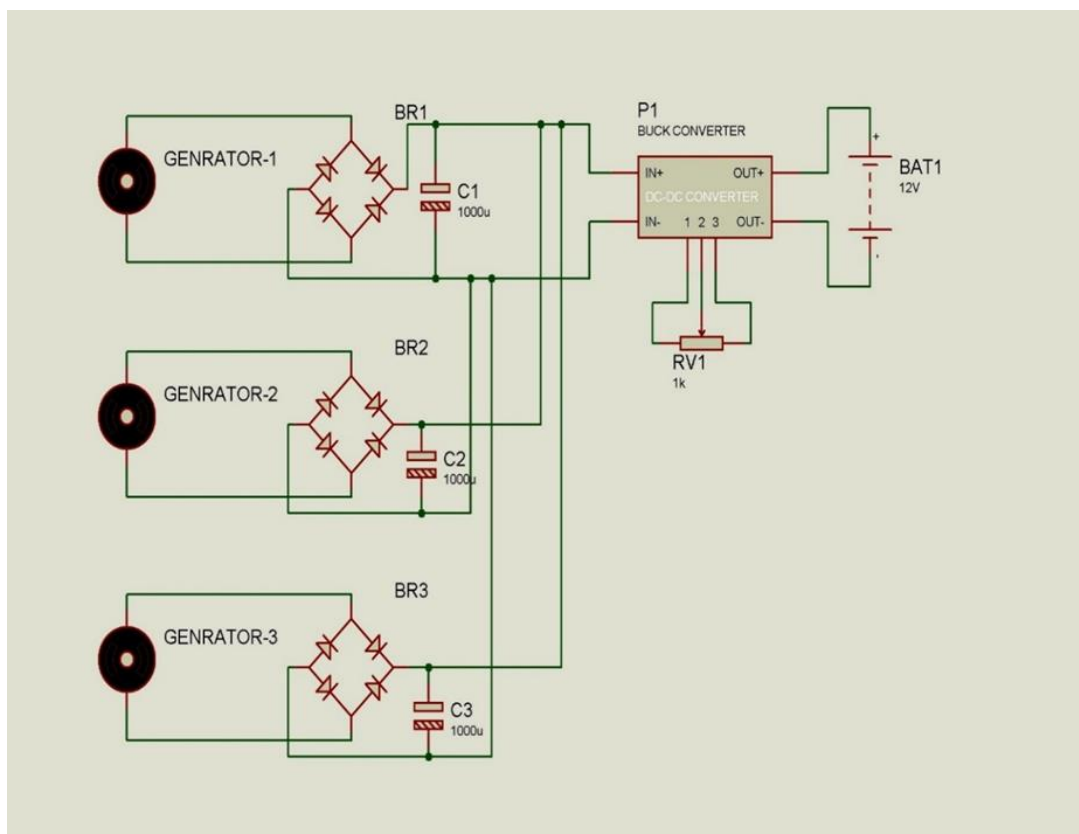 BR1
GENRATOR-1
C1
1000u
P1
BUCK CONVERTER
IN+
OUT+
DC-DC CONVERTER
IN-
1 2 3
OUT-
+
BAT1
12V
-
RV1
1k
BR2
GENRATOR-2
C2
1000u
BR3
GENRATOR-3
C3
1000u